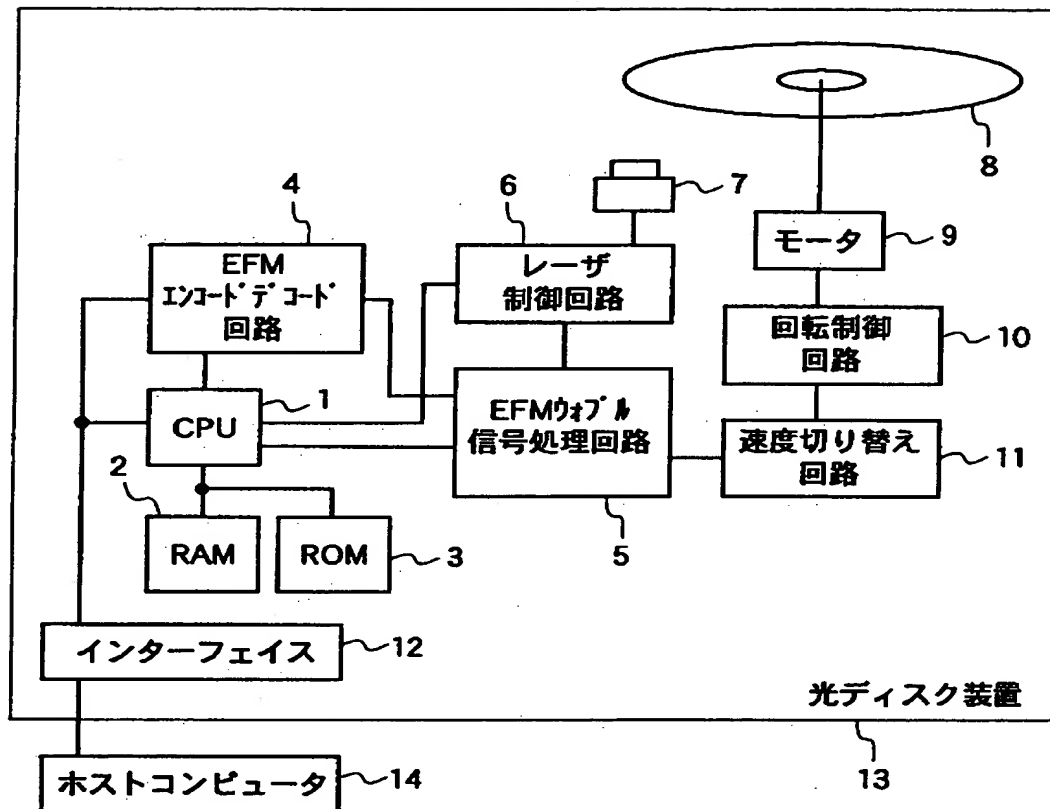 8
7
6
4
モータ
9
EFM
エンコードデコード
回路
レーザ
制御回路
回転制御
回路
10
1
CPU
EFMウォブル
信号処理回路
速度切り替え
回路
11
2
RAM
ROM
3
5
インターフェイス
12
光ディスク装置
13
ホストコンピュータ
14